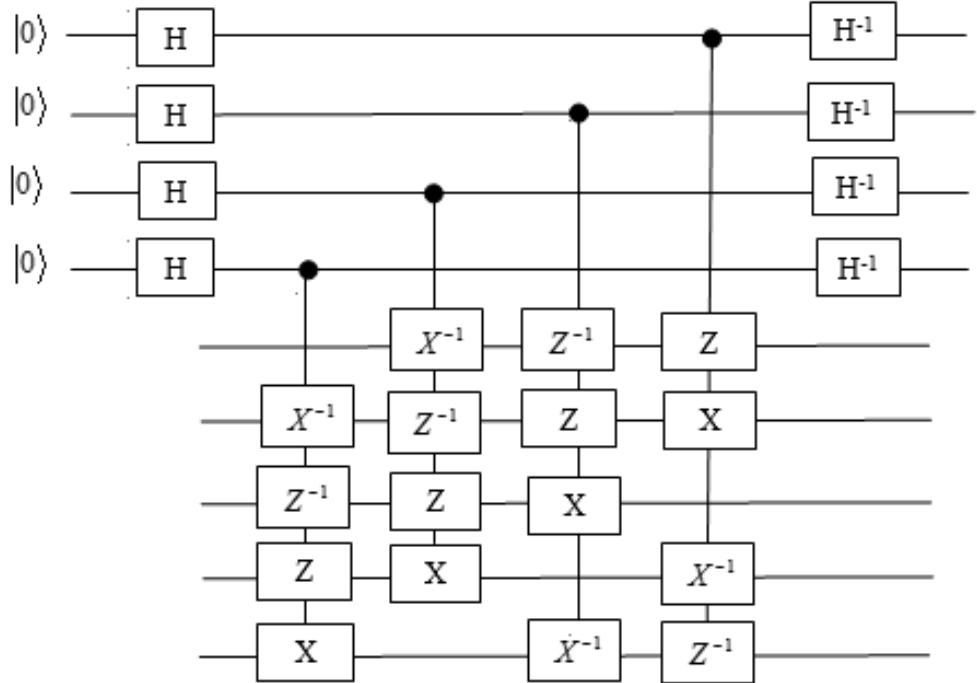 |0⟩ H H⁻¹
|0⟩ H H⁻¹
|0⟩ H H⁻¹
|0⟩ H H⁻¹
X⁻¹ Z⁻¹ Z
X⁻¹ Z⁻¹ Z X
Z⁻¹ Z X
Z X X⁻¹
X X⁻¹ Z⁻¹